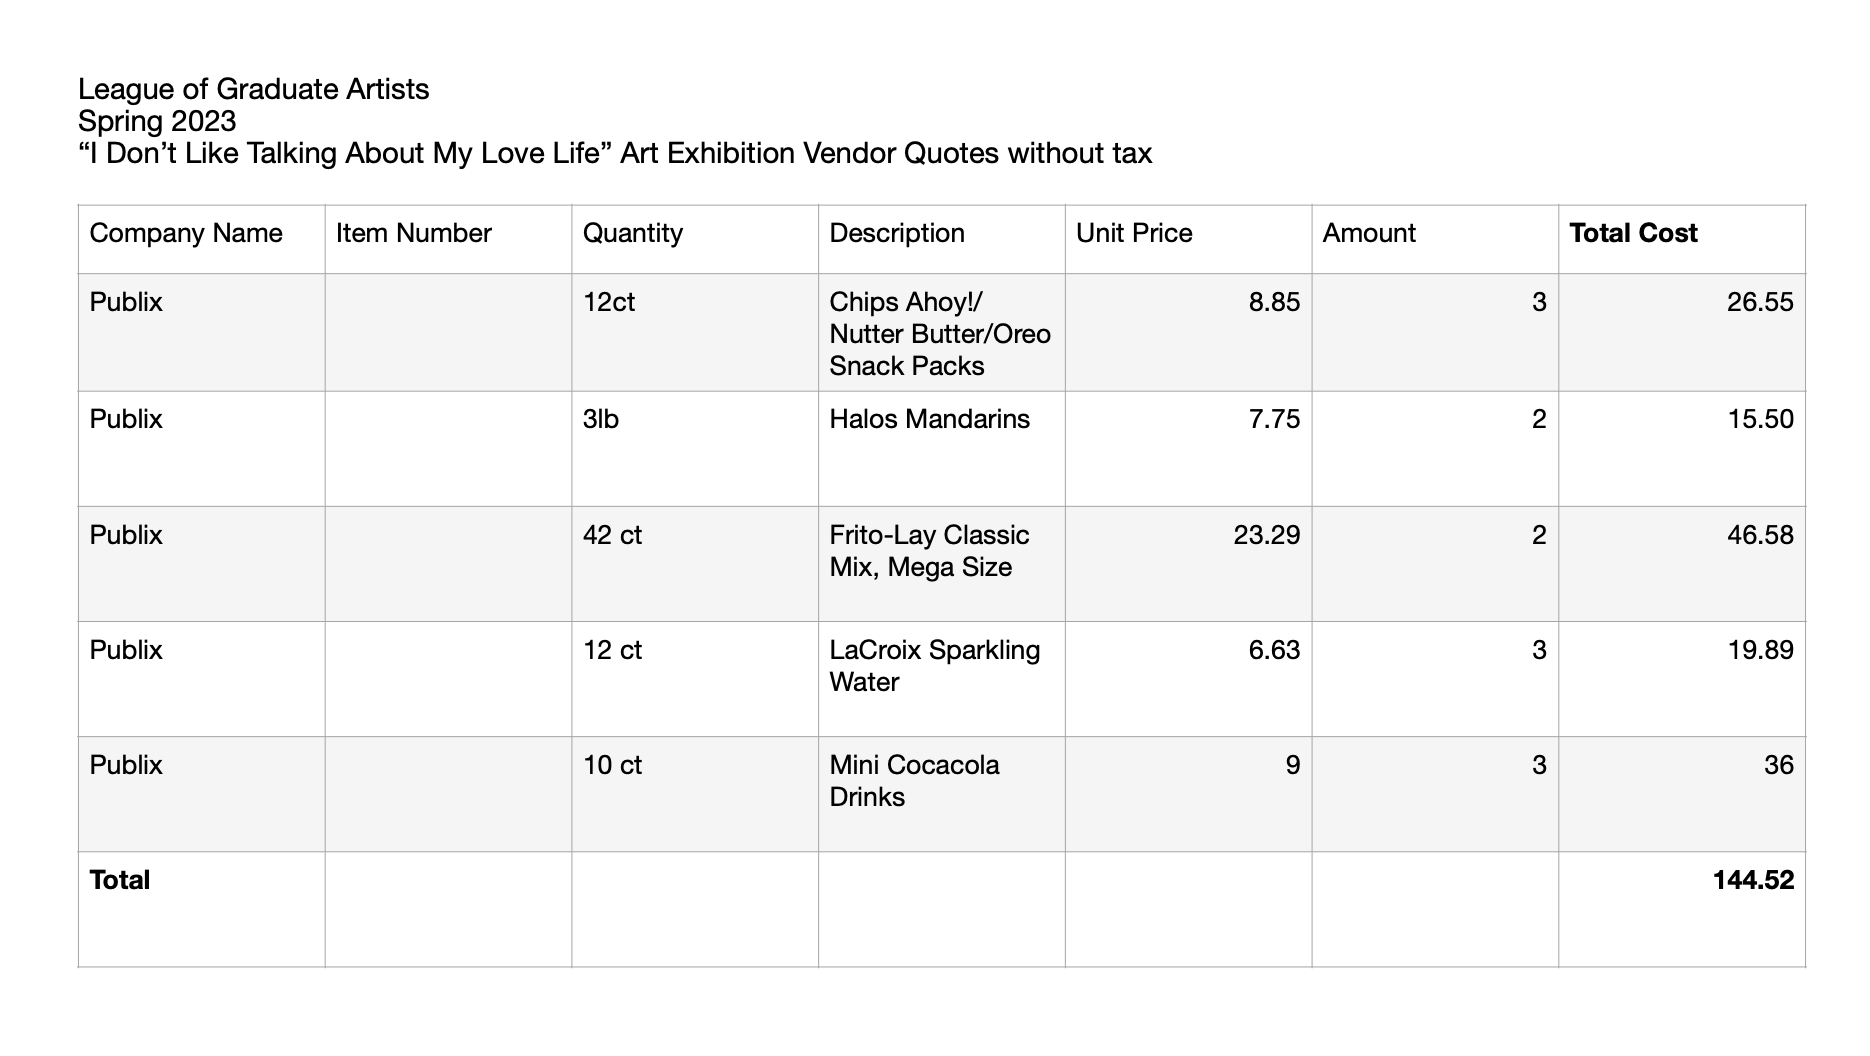 League of Graduate Artists
Spring 2023
“I Don’t Like Talking About My Love Life” Art Exhibition Vendor Quotes without tax
Company Name Item Number Quantity Description Unit Price Amount Total Cost
Publix 12ct Chips Ahoy!/ 8.85 3 26.55
Nutter Butter/Oreo
Snack Packs
Publix 3lb Halos Mandarins 7.75 2 15.50
Publix 42 ct Frito-Lay Classic 23.29 2 46.58
Mix, Mega Size
Publix 12 ct LaCroix Sparkling 6.63 3 19.89
Water
Publix 10 ct Mini Cocacola 9 3 36
Drinks
Total 144.52